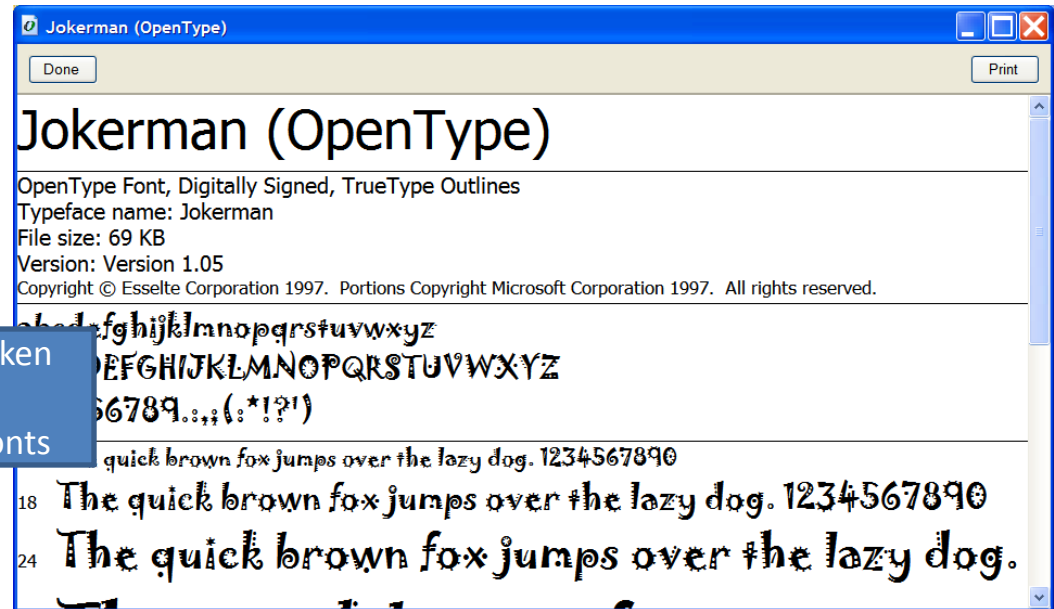 Jokerman (OpenType)
Done
Print
Jokerman (OpenType)
OpenType Font, Digitally Signed, TrueType Outlines
Typeface name: Jokerman
File size: 69 KB
Version: Version 1.05
Copyright © Esselte Corporation 1997. Portions Copyright Microsoft Corporation 1997. All rights reserved.
abcdefghijklmnopqrstuvwxyz
ken
EFGHIJKLMNOPQRSTUVWXYZ
6789.:,;(:*!?')
onts
quick brown fox jumps over the lazy dog. 1234567890
18 The quick brown fox jumps over the lazy dog. 1234567890
24 The quick brown fox jumps over the lazy dog.